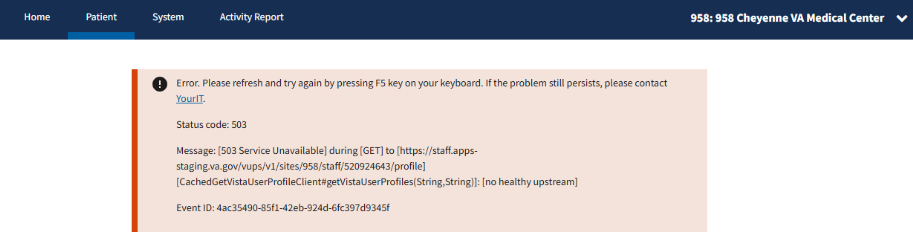 Home Patient System Activity Report 958: 958 Cheyenne VA Medical Center
Error. Please refresh and try again by pressing F5 key on your keyboard. If the problem still persists, please contact
YourIT.
Status code: 503
Message: [503 Service Unavailable] during [GET] to [https://staff.apps-
staging.va.gov/vups/v1/sites/958/staff/520924643/profile]
[CachedGetVistaUserProfileClient#getVistaUserProfiles(String,String)]: [no healthy upstream]
Event ID: 4ac35490-85f1-42eb-924d-6fc397d9345f